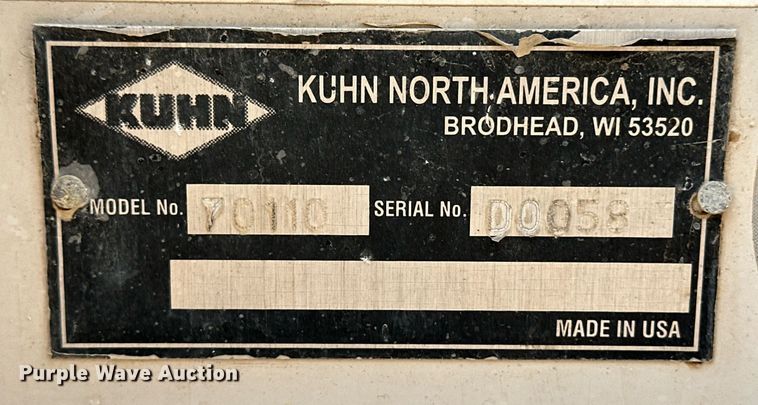 KUHN
KUHN NORTH AMERICA, INC.
BRODHEAD, WI 53520
MODEL No. 70110 SERIAL No. D0058
MADE IN USA
Purple Wave Auction